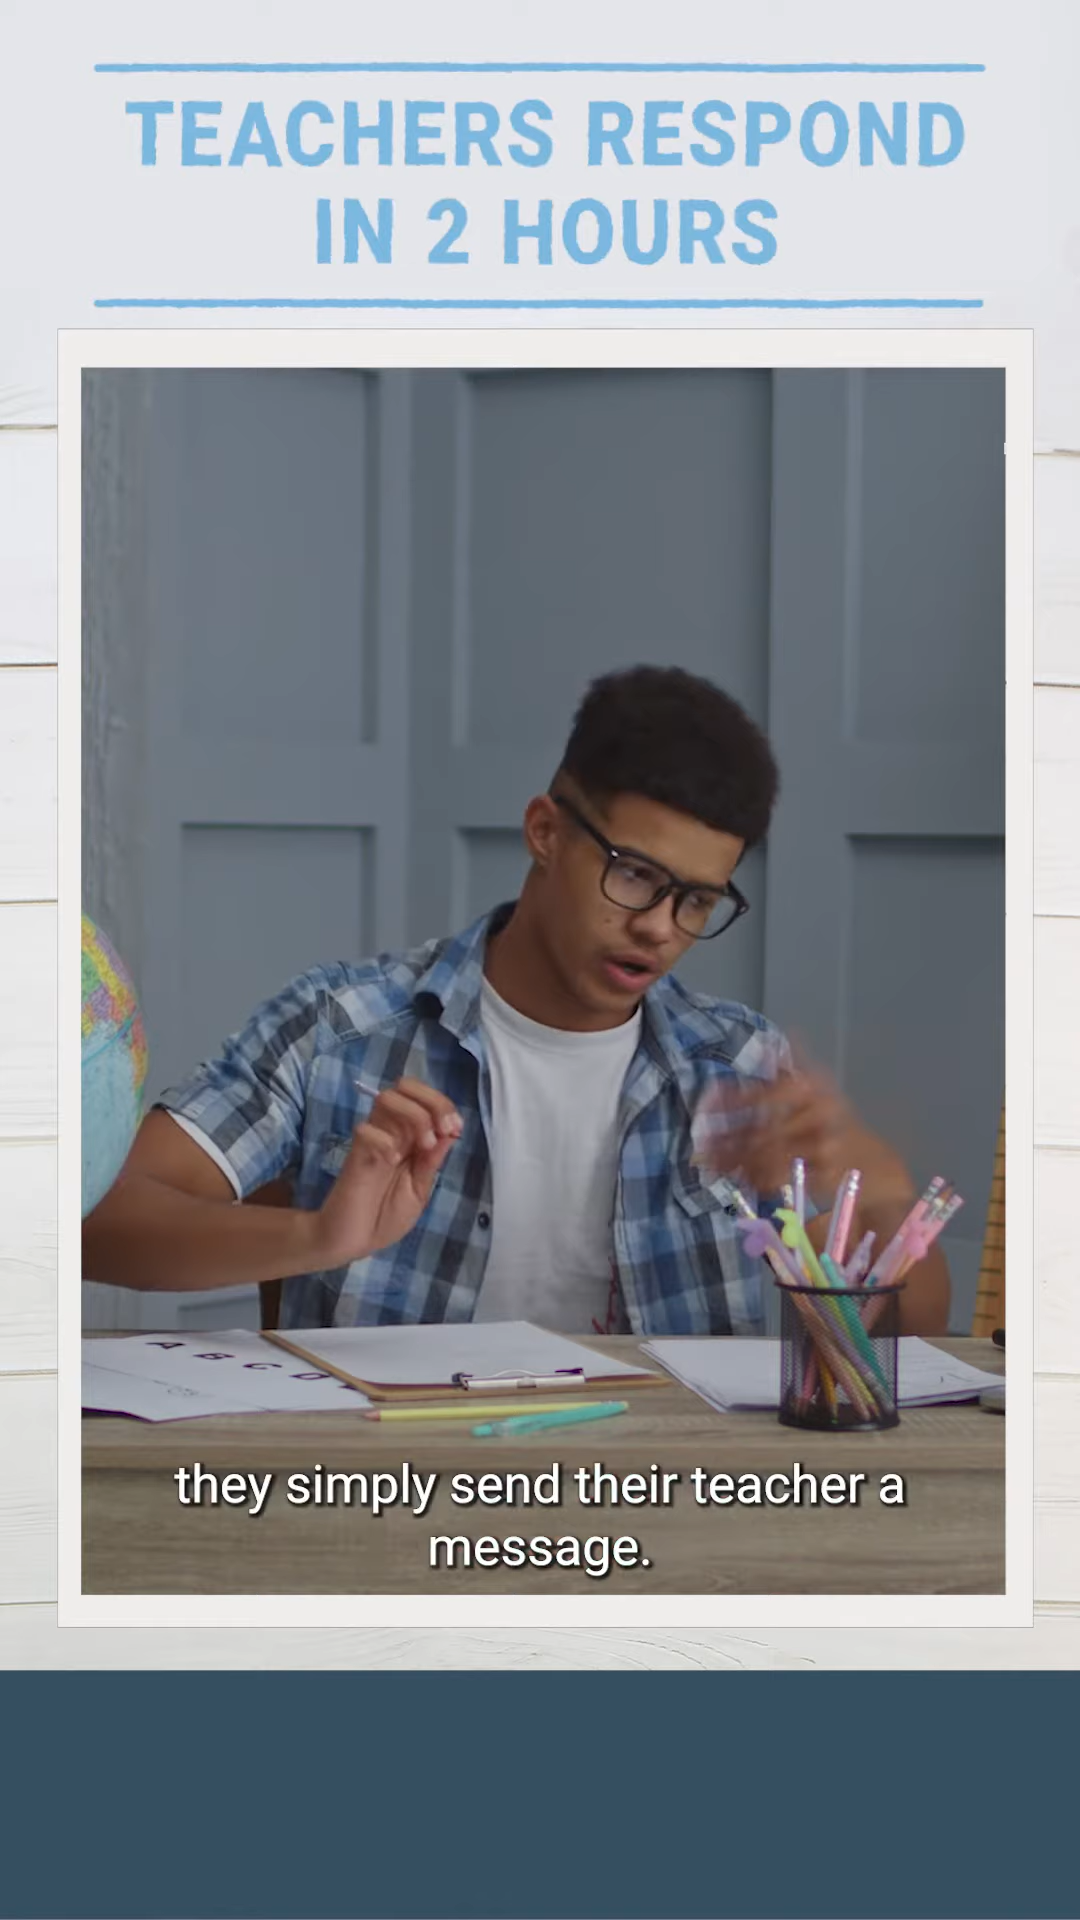 TEACHERS RESPOND
IN 2 HOURS
A B C D
they simply send their teacher a
message.